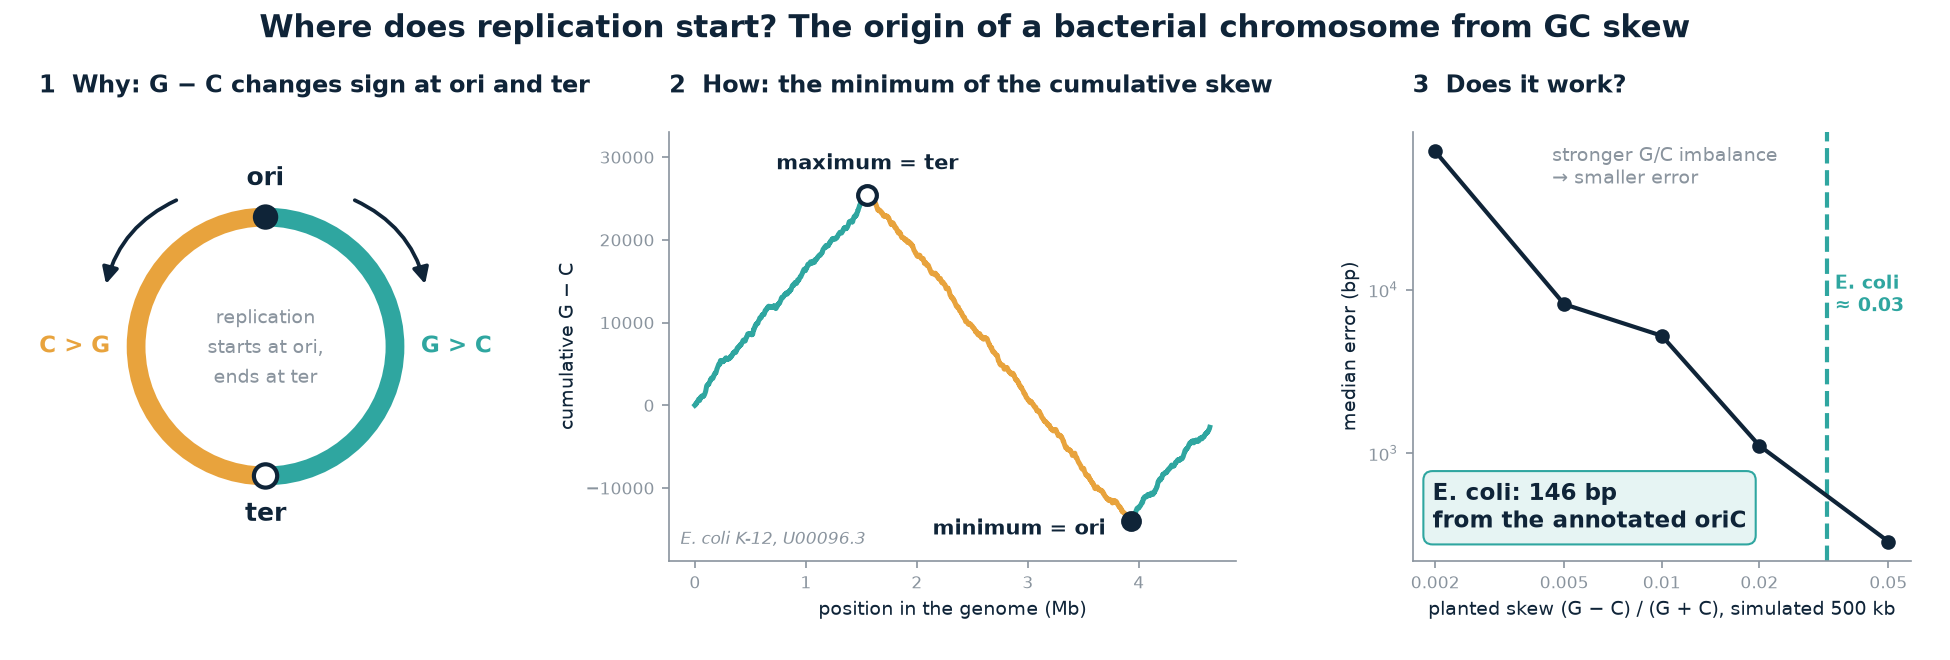 Where does replication start? The origin of a bacterial chromosome from GC skew
1 Why: G − C changes sign at ori and ter
ori
C > G
replication
starts at ori,
ends at ter
G > C
ter
2 How: the minimum of the cumulative skew
cumulative G − C
30000
20000
10000
0
−10000
maximum = ter
minimum = ori
E. coli K-12, U00096.3
0 1 2 3 4
position in the genome (Mb)
3 Does it work?
median error (bp)
10⁴
10³
stronger G/C imbalance
→ smaller error
E. coli
≈ 0.03
E. coli: 146 bp
from the annotated oriC
0.002 0.005 0.01 0.02 0.05
planted skew (G − C) / (G + C), simulated 500 kb